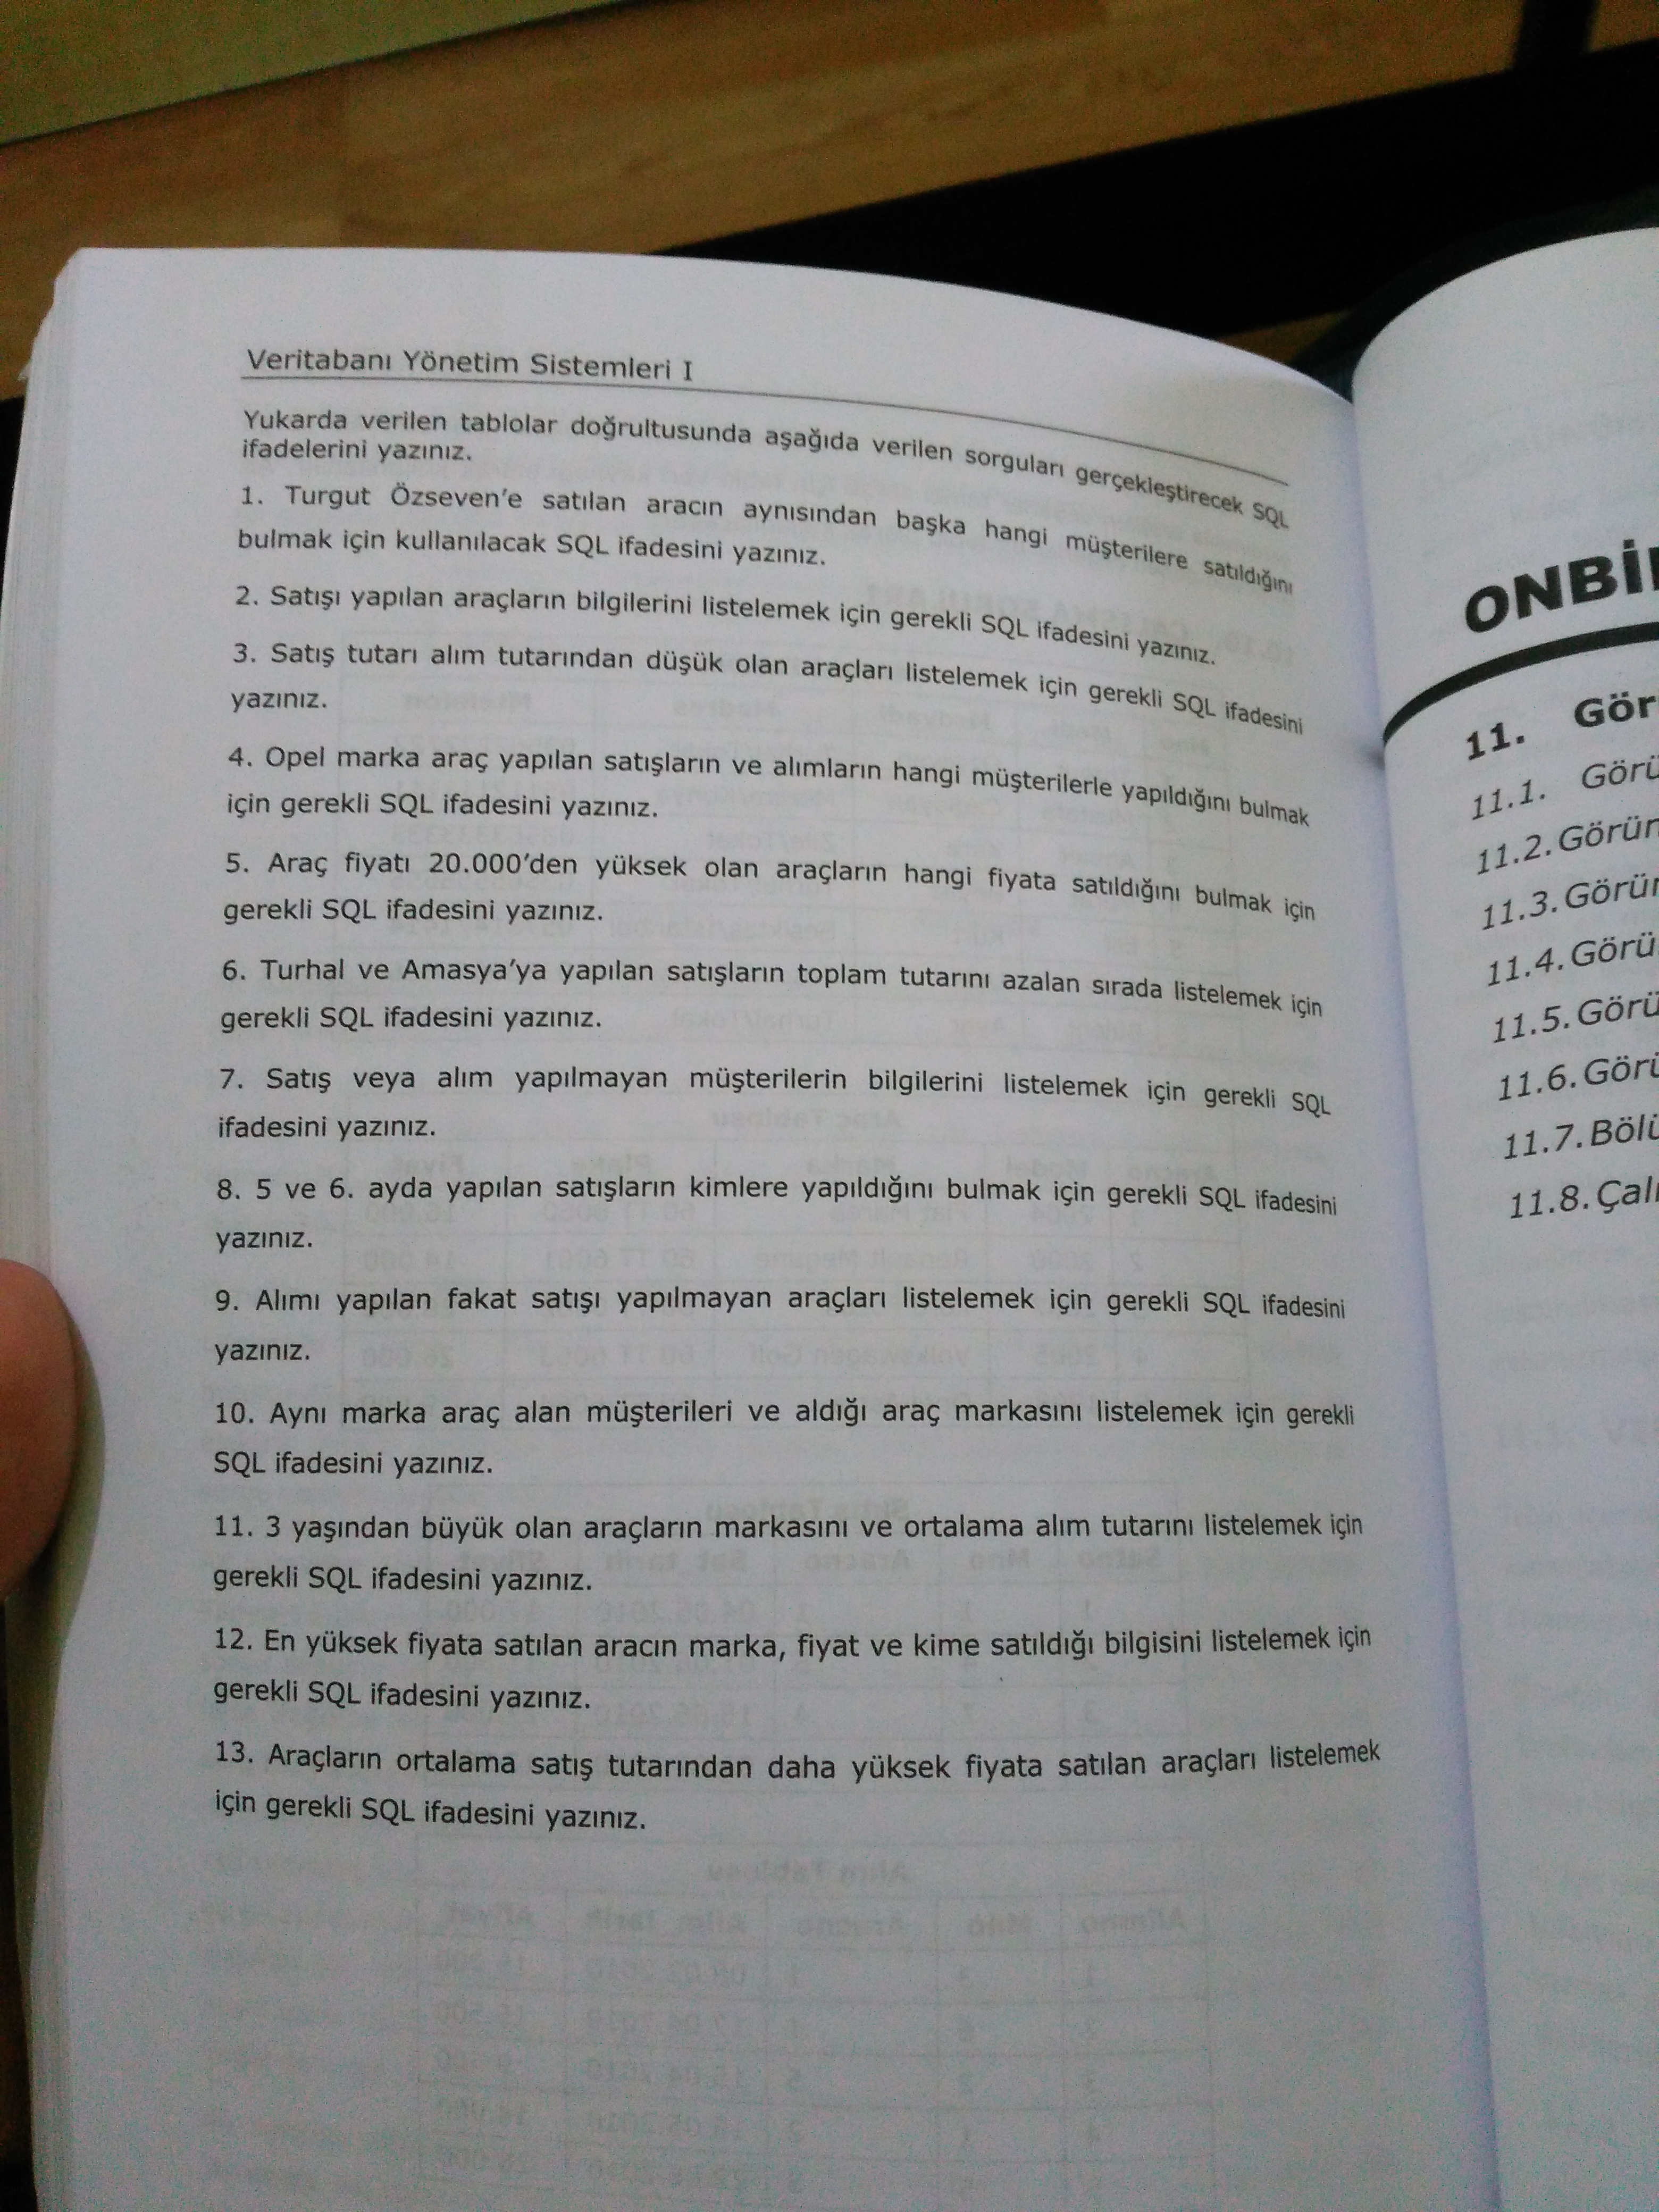 Veritabanı Yönetim Sistemleri I
Yukarda verilen tablolar doğrultusunda aşağıda verilen sorguları gerçekleştirecek SQL
ifadelerini yazınız.
1. Turgut Özseven'e satılan aracın aynısından başka hangi müşterilere satıldığını
bulmak için kullanılacak SQL ifadesini yazınız.
2. Satışı yapılan araçların bilgilerini listelemek için gerekli SQL ifadesini yazınız.
3. Satış tutarı alım tutarından düşük olan araçları listelemek için gerekli SQL ifadesini
yazınız.
4. Opel marka araç yapılan satışların ve alımların hangi müşterilerle yapıldığını bulmak
için gerekli SQL ifadesini yazınız.
5. Araç fiyatı 20.000'den yüksek olan araçların hangi fiyata satıldığını bulmak için
gerekli SQL ifadesini yazınız.
6. Turhal ve Amasya'ya yapılan satışların toplam tutarını azalan sırada listelemek için
gerekli SQL ifadesini yazınız.
7. Satış veya alım yapılmayan müşterilerin bilgilerini listelemek için gerekli SQL
ifadesini yazınız.
8. 5 ve 6. ayda yapılan satışların kimlere yapıldığını bulmak için gerekli SQL ifadesini
yazınız.
9. Alımı yapılan fakat satışı yapılmayan araçları listelemek için gerekli SQL ifadesini
yazınız.
10. Aynı marka araç alan müşterileri ve aldığı araç markasını listelemek için gerekli
SQL ifadesini yazınız.
11. 3 yaşından büyük olan araçların markasını ve ortalama alım tutarını listelemek için
gerekli SQL ifadesini yazınız.
12. En yüksek fiyata satılan aracın marka, fiyat ve kime satıldığı bilgisini listelemek için
gerekli SQL ifadesini yazınız.
13. Araçların ortalama satış tutarından daha yüksek fiyata satılan araçları listelemek
için gerekli SQL ifadesini yazınız.
ONBİ
11. Gör
11.1. Görü
11.2. Görün
11.3. Görün
11.4. Görü
11.5. Görü
11.6. Görü
11.7. Bölü
11.8. Çalı